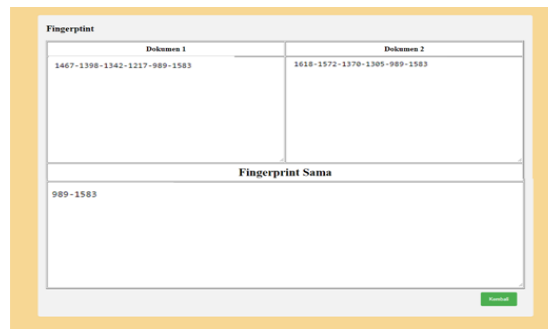 Fingerptint
Dokumen 1
Dokumen 2
1467-1398-1342-1217-989-1583
1618-1572-1370-1305-989-1583
Fingerprint Sama
989-1583
Kembali